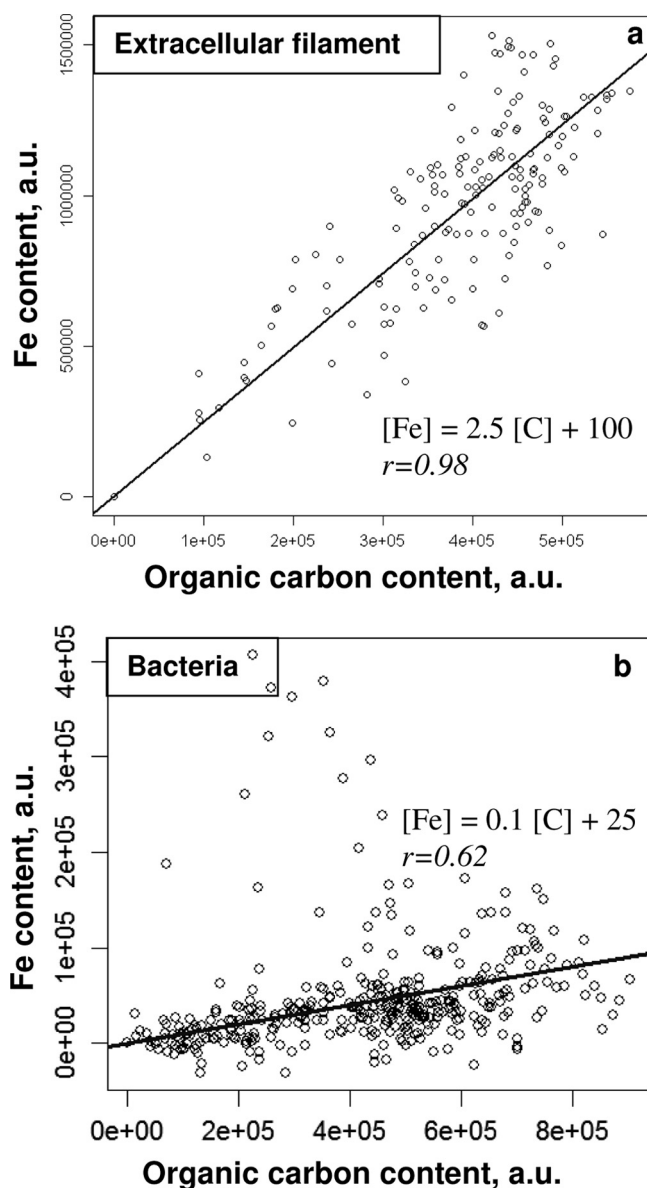 Extracellular filament
a
Fe content, a.u.
1500000
1000000
500000
0
[Fe] = 2.5 [C] + 100
r=0.98
0e+00 1e+05 2e+05 3e+05 4e+05 5e+05
Organic carbon content, a.u.
Bacteria
b
Fe content, a.u.
4e+05
3e+05
2e+05
1e+05
0e+00
[Fe] = 0.1 [C] + 25
r=0.62
0e+00 2e+05 4e+05 6e+05 8e+05
Organic carbon content, a.u.